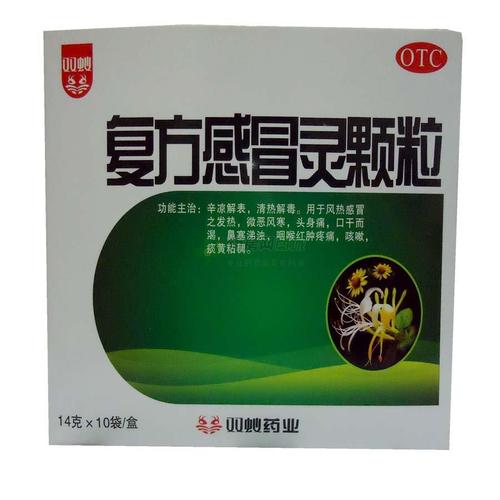 双蚁
OTC
复方感冒灵颗粒
功能主治：辛凉解表，清热解毒。用于风热感冒
之发热，微恶风寒，头身痛，口干而
渴，鼻塞涕浊，咽喉红肿疼痛，咳嗽，
痰黄粘稠。
14克×10袋/盒
双蚁药业